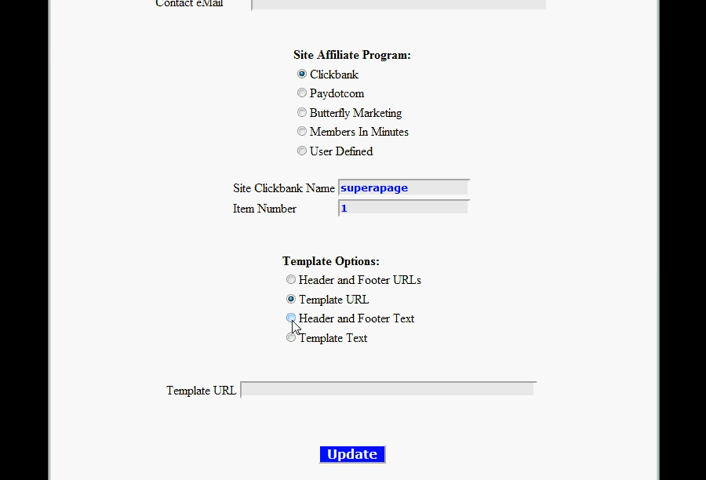 Contact eMail
Site Affiliate Program:
Clickbank
Paydotcom
Butterfly Marketing
Members In Minutes
User Defined
Site Clickbank Name superapage
Item Number 1
Template Options:
Header and Footer URLs
Template URL
Header and Footer Text
Template Text
Template URL
Update